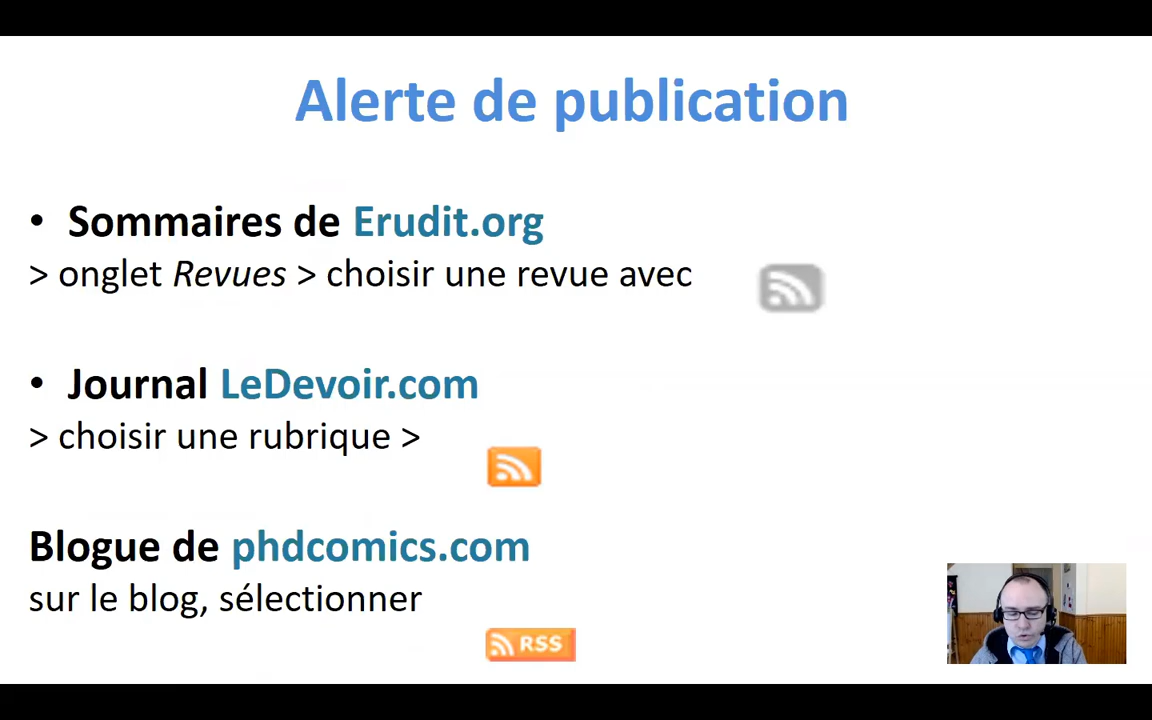 Alerte de publication
• Sommaires de Erudit.org
> onglet Revues > choisir une revue avec
• Journal LeDevoir.com
> choisir une rubrique >
Blogue de phdcomics.com
sur le blog, sélectionner
RSS